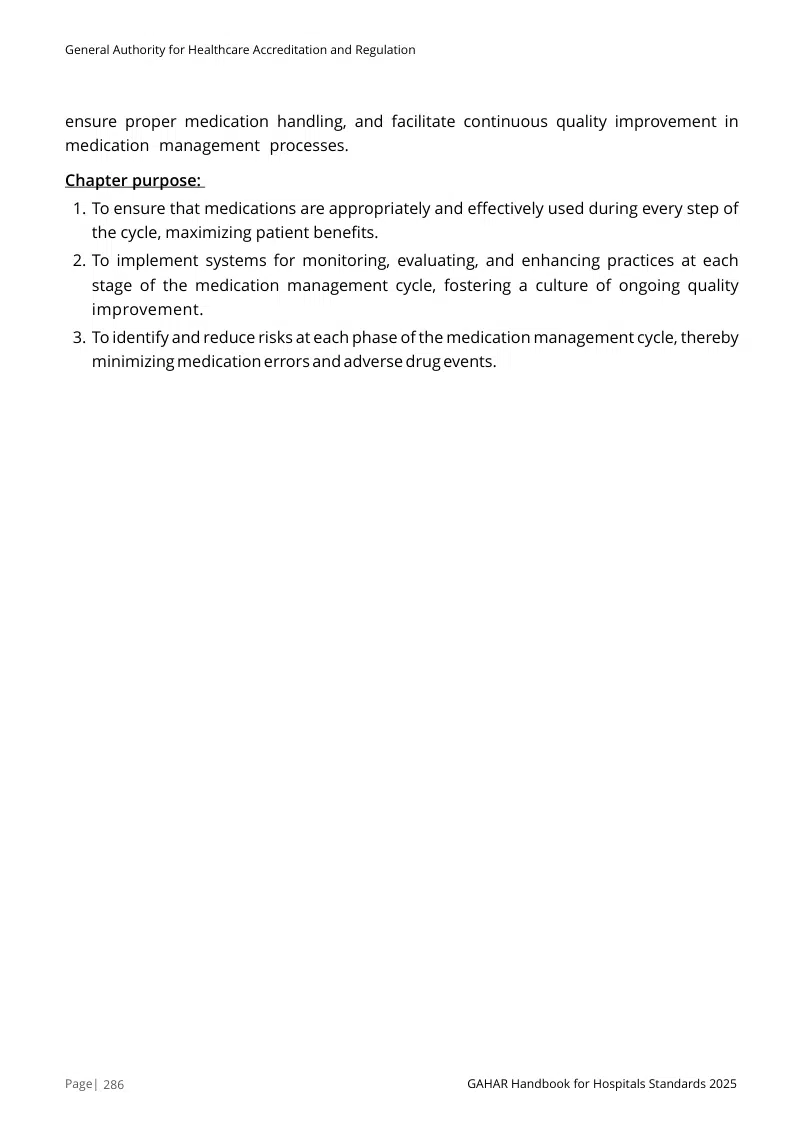 General Authority for Healthcare Accreditation and Regulation
ensure proper medication handling, and facilitate continuous quality improvement in
medication management processes.
Chapter purpose:
1. To ensure that medications are appropriately and effectively used during every step of
the cycle, maximizing patient benefits.
2. To implement systems for monitoring, evaluating, and enhancing practices at each
stage of the medication management cycle, fostering a culture of ongoing quality
improvement.
3. To identify and reduce risks at each phase of the medication management cycle, thereby
minimizing medication errors and adverse drug events.
Page| 286 GAHAR Handbook for Hospitals Standards 2025